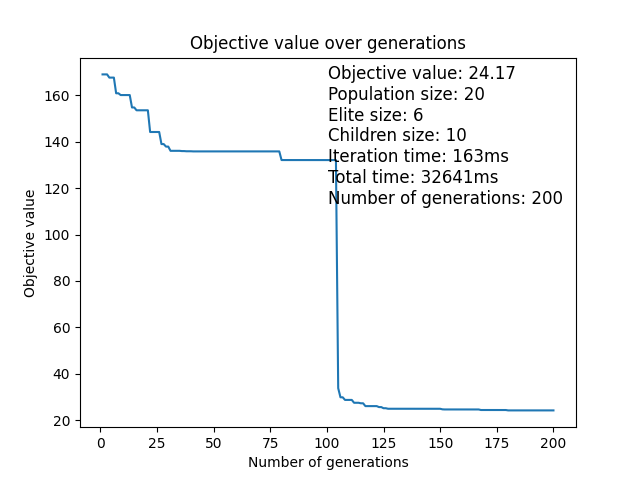 Objective value over generations
Objective value: 24.17
Population size: 20
Elite size: 6
Children size: 10
Iteration time: 163ms
Total time: 32641ms
Number of generations: 200
Objective value
160
140
120
100
80
60
40
20
0
25
50
75
100
125
150
175
200
Number of generations